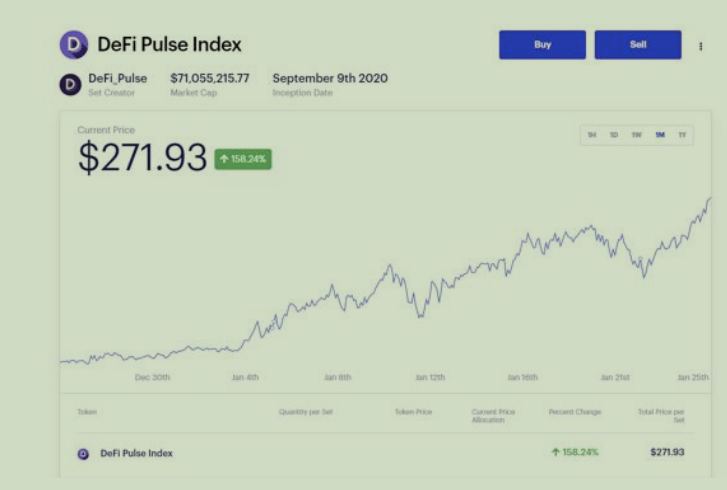 DeFi Pulse Index
Buy
Sell
DeFi_Pulse $71,055,215.77 September 9th 2020
Set Creator Market Cap Inception Date
Current Price
1H 1D 1W 1M 1Y
$271.93 ↑ 158.24%
Dec 30th Jan 4th Jan 8th Jan 12th Jan 16th Jan 21st Jan 25th
Token Quantity per Set Token Price Current Price Allocation Percent Change Total Price per Set
DeFi Pulse Index ↑ 158.24% $271.93